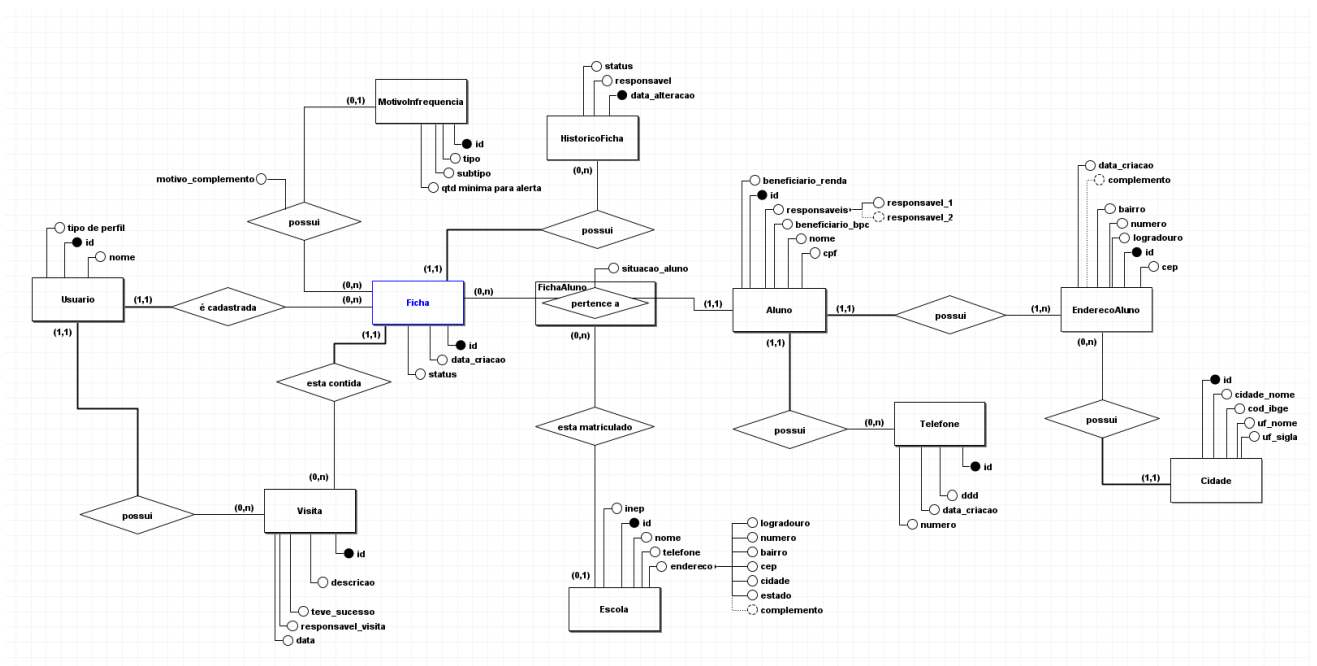 status
responsavel
data_alteracao
HistoricoFicha
(0,n)
possui
(1,1)
(0,1)
MotivoInfrequencia
id
tipo
subtipo
qtd minima para alerta
motivo_complemento
possui
(0,n)
tipo de perfil
id
nome
Usuario
(1,1)
é cadastrada
(0,n)
Ficha
(0,n)
id
data_criacao
status
(1,1)
esta contida
(0,n)
(1,1)
possui
(0,n)
Visita
id
descricao
teve_sucesso
responsavel_visita
data
situacao_aluno
FichaAluno
pertence a
(0,n)
esta matriculado
(0,1)
inep
id
nome
telefone
endereco
logradouro
numero
bairro
cep
cidade
estado
complemento
Escola
beneficiario_renda
id
responsaveis
responsavel_1
responsavel_2
beneficiario_bpc
nome
cpf
(1,1)
Aluno
(1,1)
possui
(1,n)
(1,1)
possui
(0,n)
Telefone
id
ddd
data_criacao
numero
data_criacao
complemento
bairro
numero
logradouro
id
cep
EnderecoAluno
(0,n)
possui
(1,1)
id
cidade_nome
cod_ibge
uf_nome
uf_sigla
Cidade